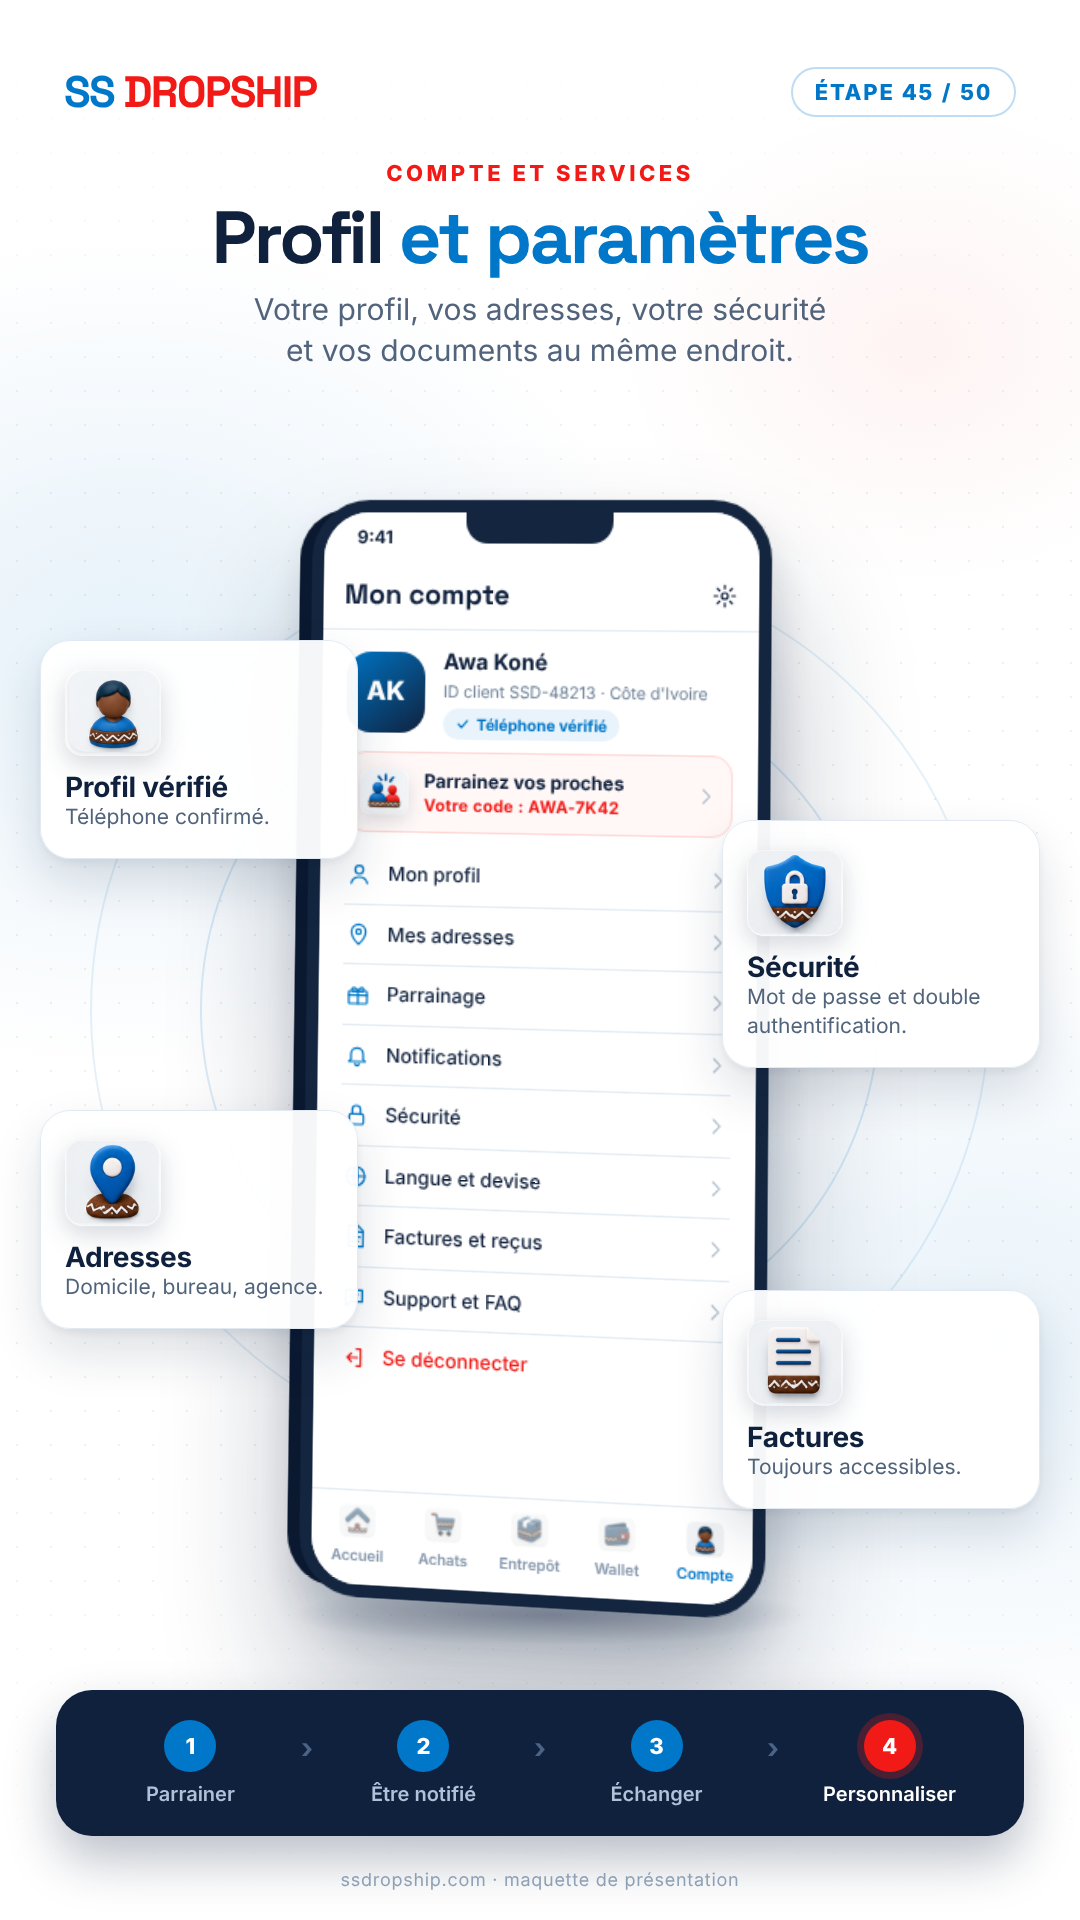 SS DROPSHIP
ÉTAPE 45 / 50
COMPTE ET SERVICES
Profil et paramètres
Votre profil, vos adresses, votre sécurité
et vos documents au même endroit.
9:41
Mon compte
AK
Awa Koné
ID client SSD-48213 · Côte d'Ivoire
✓ Téléphone vérifié
Parrainez vos proches
Votre code : AWA-7K42
Mon profil
Mes adresses
Parrainage
Notifications
Sécurité
Langue et devise
Factures et reçus
Support et FAQ
Se déconnecter
Accueil
Achats
Entrepôt
Wallet
Compte
Profil vérifié
Téléphone confirmé.
Sécurité
Mot de passe et double
authentification.
Adresses
Domicile, bureau, agence.
Factures
Toujours accessibles.
1
Parrainer
2
Être notifié
3
Échanger
4
Personnaliser
ssdropship.com · maquette de présentation